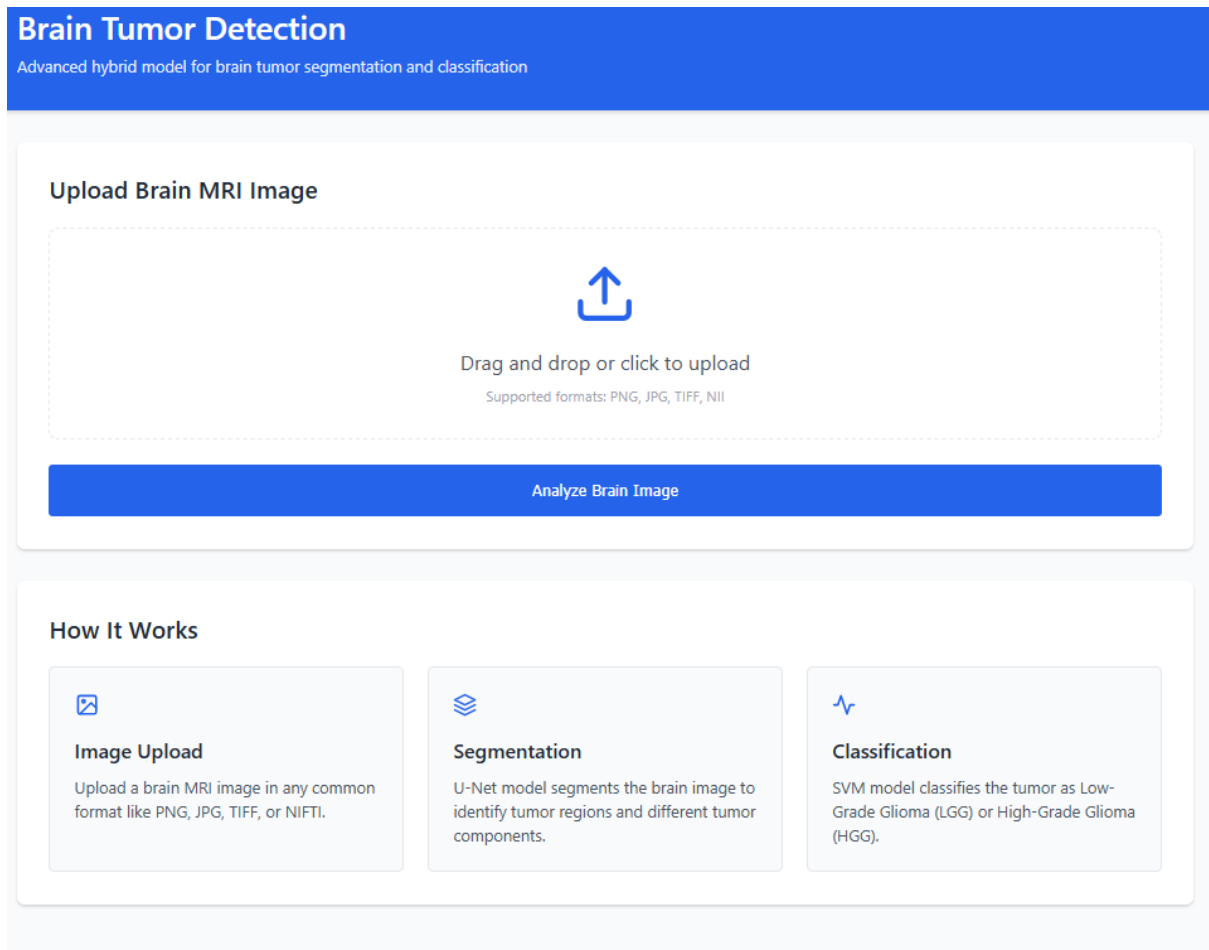 Brain Tumor Detection
Advanced hybrid model for brain tumor segmentation and classification
Upload Brain MRI Image
Drag and drop or click to upload
Supported formats: PNG, JPG, TIFF, NII
Analyze Brain Image
How It Works
Image Upload
Upload a brain MRI image in any common
format like PNG, JPG, TIFF, or NIFTI.
Segmentation
U-Net model segments the brain image to
identify tumor regions and different tumor
components.
Classification
SVM model classifies the tumor as Low-
Grade Glioma (LGG) or High-Grade Glioma
(HGG).